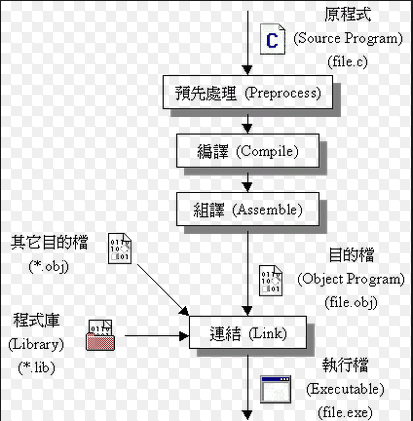 原程式
(Source Program)
(file.c)
預先處理 (Preprocess)
編譯 (Compile)
組譯 (Assemble)
其它目的檔
(*.obj)
目的檔
(Object Program)
(file.obj)
程式庫
(Library)
(*.lib)
連結 (Link)
執行檔
(Executable)
(file.exe)